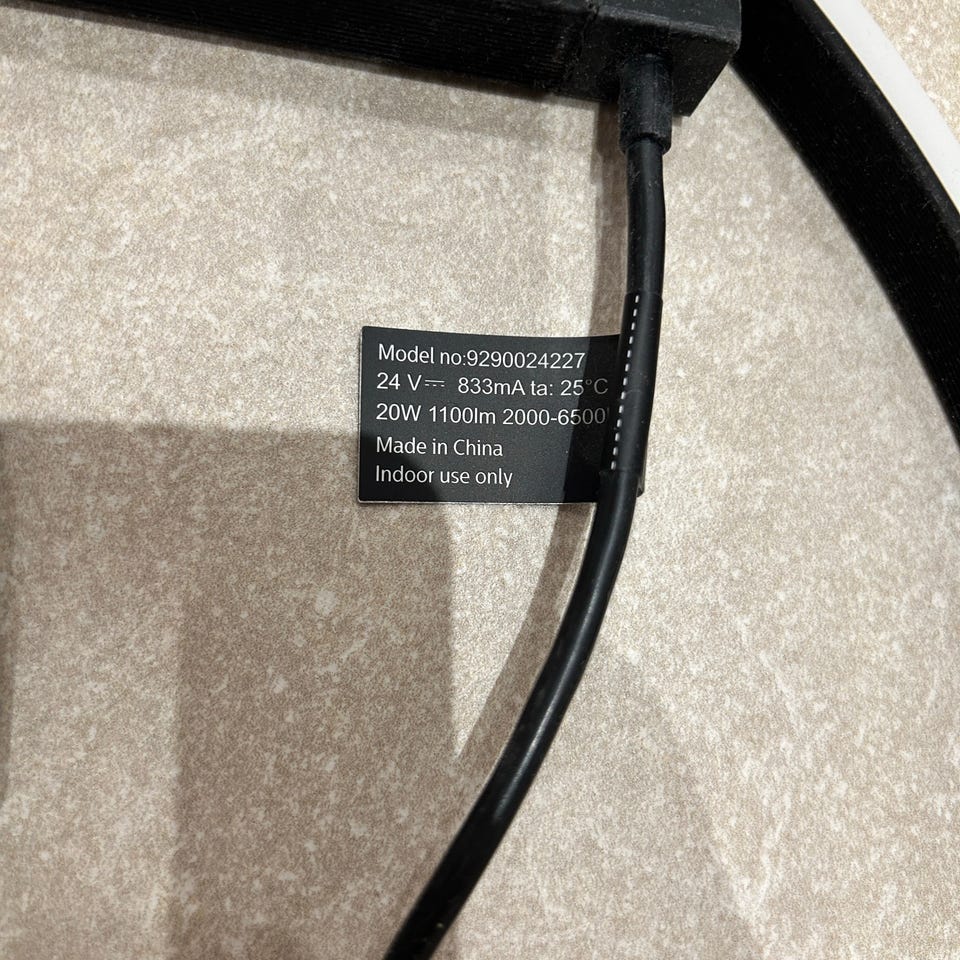 Model no:9290024227
24 V⎓ 833mA ta: 25°C
20W 1100lm 2000-6500
Made in China
Indoor use only